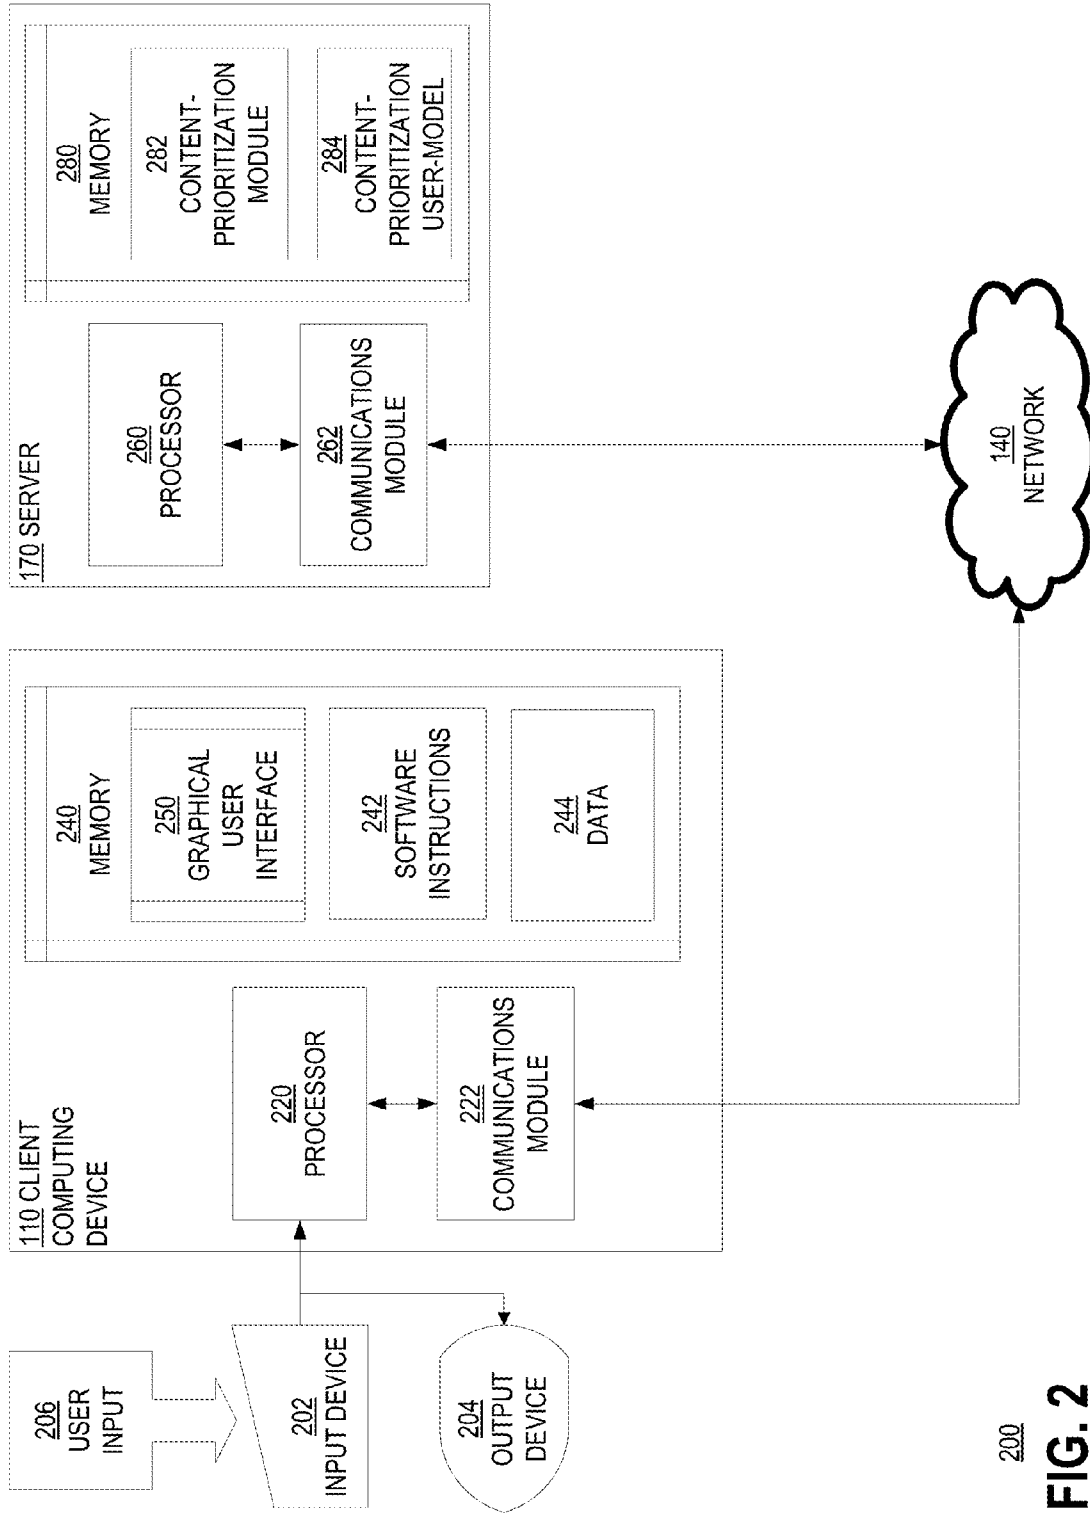 206
USER
INPUT
202
INPUT DEVICE
204
OUTPUT
DEVICE
110 CLIENT
COMPUTING
DEVICE
220
PROCESSOR
222
COMMUNICATIONS
MODULE
240
MEMORY
250
GRAPHICAL
USER
INTERFACE
242
SOFTWARE
INSTRUCTIONS
244
DATA
170 SERVER
260
PROCESSOR
262
COMMUNICATIONS
MODULE
280
MEMORY
282
CONTENT-
PRIORITIZATION
MODULE
284
CONTENT-
PRIORITIZATION
USER-MODEL
140
NETWORK
200
FIG. 2